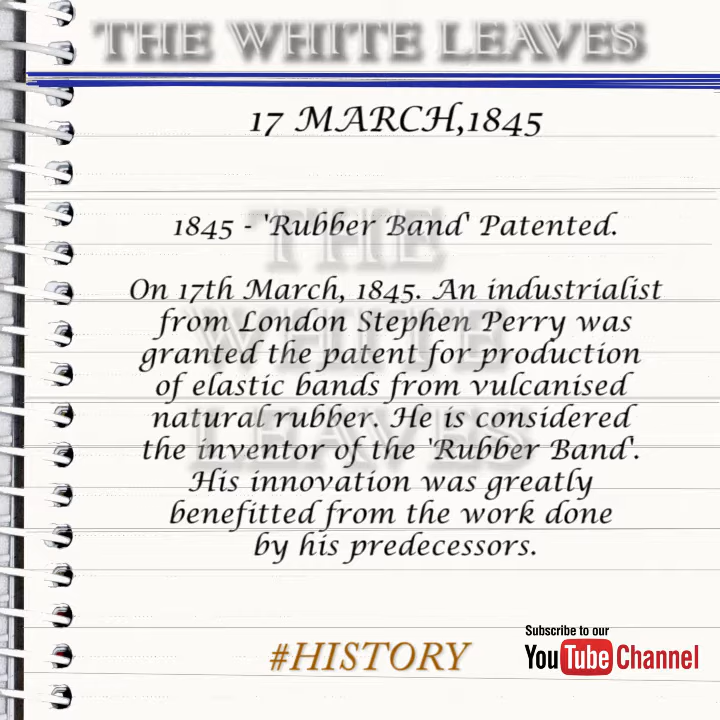 THE WHITE LEAVES
17 MARCH,1845
1845 - 'Rubber Band' Patented.
On 17th March, 1845. An industrialist
from London Stephen Perry was
granted the patent for production
of elastic bands from vulcanised
natural rubber. He is considered
the inventor of the 'Rubber Band'.
His innovation was greatly
benefitted from the work done
by his predecessors.
THE
WHITE
LEAVES
#HISTORY
Subscribe to our
YouTube Channel